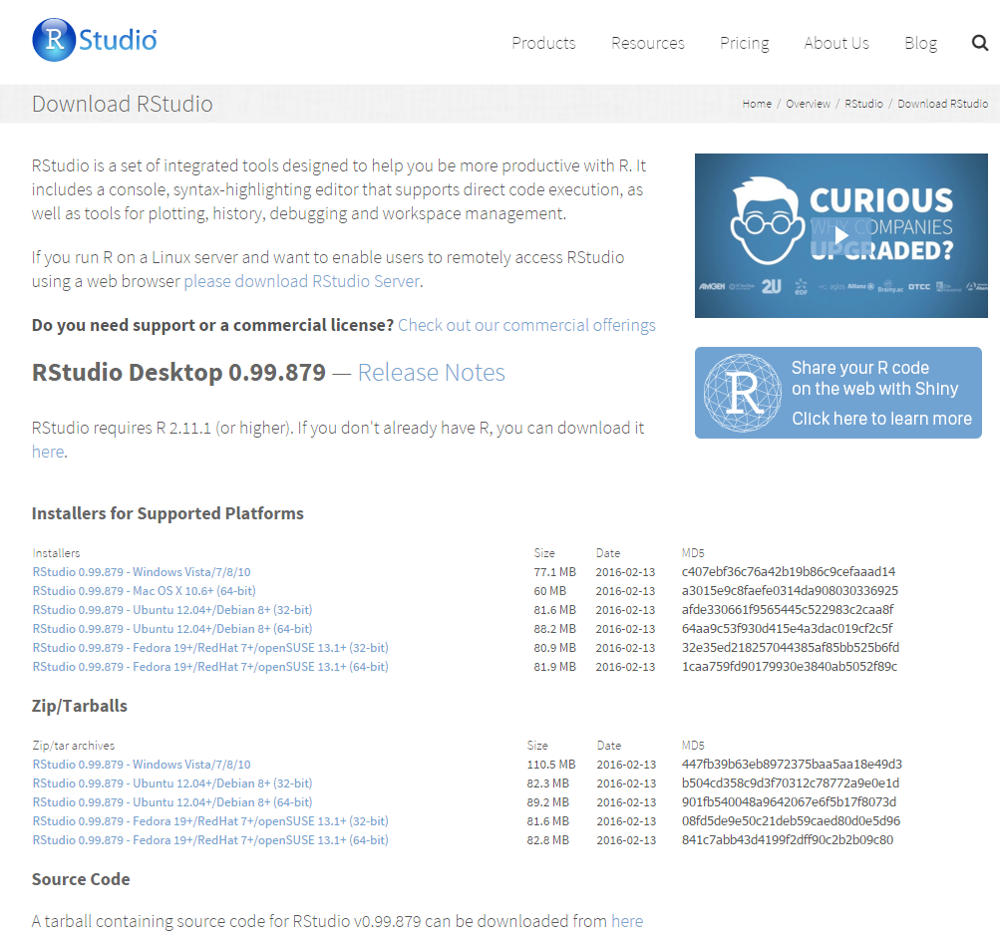 R Studio
Products Resources Pricing About Us Blog
Download RStudio
Home / Overview / RStudio / Download RStudio
RStudio is a set of integrated tools designed to help you be more productive with R. It
includes a console, syntax-highlighting editor that supports direct code execution, as
well as tools for plotting, history, debugging and workspace management.
If you run R on a Linux server and want to enable users to remotely access RStudio
using a web browser please download RStudio Server.
Do you need support or a commercial license? Check out our commercial offerings
RStudio Desktop 0.99.879 — Release Notes
RStudio requires R 2.11.1 (or higher). If you don't already have R, you can download it
here.
CURIOUS
WHY COMPANIES
UPGRADED?
AMGEN 2U EDF Allianz Brainy.ac DTCC
R
Share your R code
on the web with Shiny
Click here to learn more
Installers for Supported Platforms
Installers Size Date MD5
RStudio 0.99.879 - Windows Vista/7/8/10 77.1 MB 2016-02-13 c407ebf36c76a42b19b86c9cefaaad14
RStudio 0.99.879 - Mac OS X 10.6+ (64-bit) 60 MB 2016-02-13 a3015e9c8faefe0314da908030336925
RStudio 0.99.879 - Ubuntu 12.04+/Debian 8+ (32-bit) 81.6 MB 2016-02-13 afde330661f9565445c522983c2caa8f
RStudio 0.99.879 - Ubuntu 12.04+/Debian 8+ (64-bit) 88.2 MB 2016-02-13 64aa9c53f930d415e4a3dac019cf2c5f
RStudio 0.99.879 - Fedora 19+/RedHat 7+/openSUSE 13.1+ (32-bit) 80.9 MB 2016-02-13 32e35ed218257044385af85bb525b6fd
RStudio 0.99.879 - Fedora 19+/RedHat 7+/openSUSE 13.1+ (64-bit) 81.9 MB 2016-02-13 1caa759fd90179930e3840ab5052f89c
Zip/Tarballs
Zip/tar archives Size Date MD5
RStudio 0.99.879 - Windows Vista/7/8/10 110.5 MB 2016-02-13 447fb39b63eb8972375baa5aa18e49d3
RStudio 0.99.879 - Ubuntu 12.04+/Debian 8+ (32-bit) 82.3 MB 2016-02-13 b504cd358c9d3f70312c78772a9e0e1d
RStudio 0.99.879 - Ubuntu 12.04+/Debian 8+ (64-bit) 89.2 MB 2016-02-13 901fb540048a9642067e6f5b17f8073d
RStudio 0.99.879 - Fedora 19+/RedHat 7+/openSUSE 13.1+ (32-bit) 81.6 MB 2016-02-13 08fd5de9e50c21deb59caed80d0e5d96
RStudio 0.99.879 - Fedora 19+/RedHat 7+/openSUSE 13.1+ (64-bit) 82.8 MB 2016-02-13 841c7abb43d4199f2dff90c2b2b09c80
Source Code
A tarball containing source code for RStudio v0.99.879 can be downloaded from here